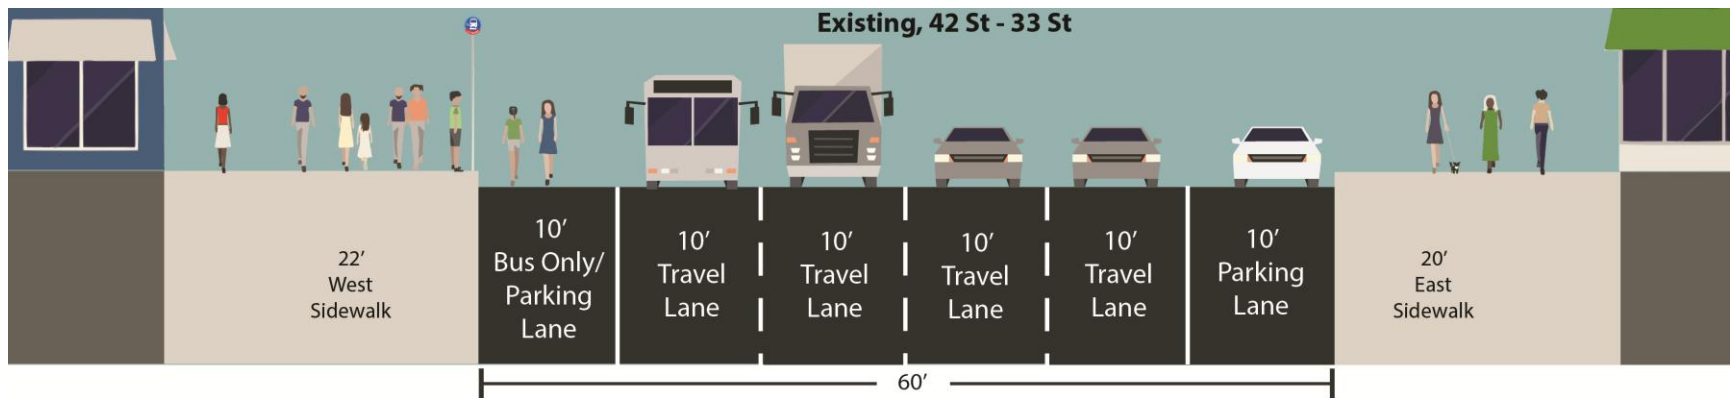 Existing, 42 St - 33 St
22’
West
Sidewalk
10’
Bus Only/
Parking
Lane
10’
Travel
Lane
10’
Travel
Lane
10’
Travel
Lane
10’
Travel
Lane
10’
Parking
Lane
20’
East
Sidewalk
60’